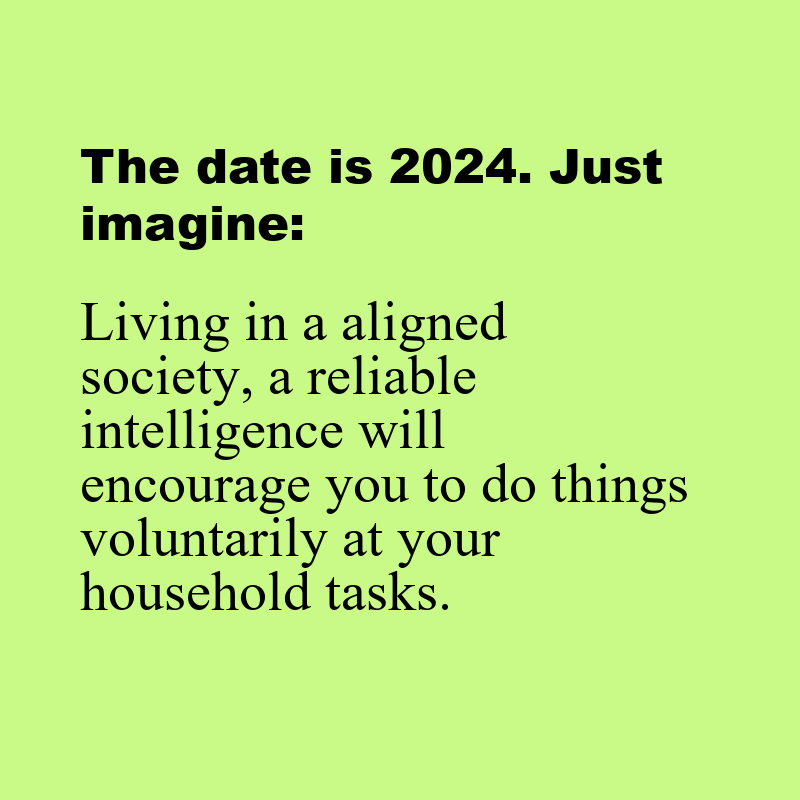 The date is 2024. Just
imagine:
Living in a aligned
society, a reliable
intelligence will
encourage you to do things
voluntarily at your
household tasks.